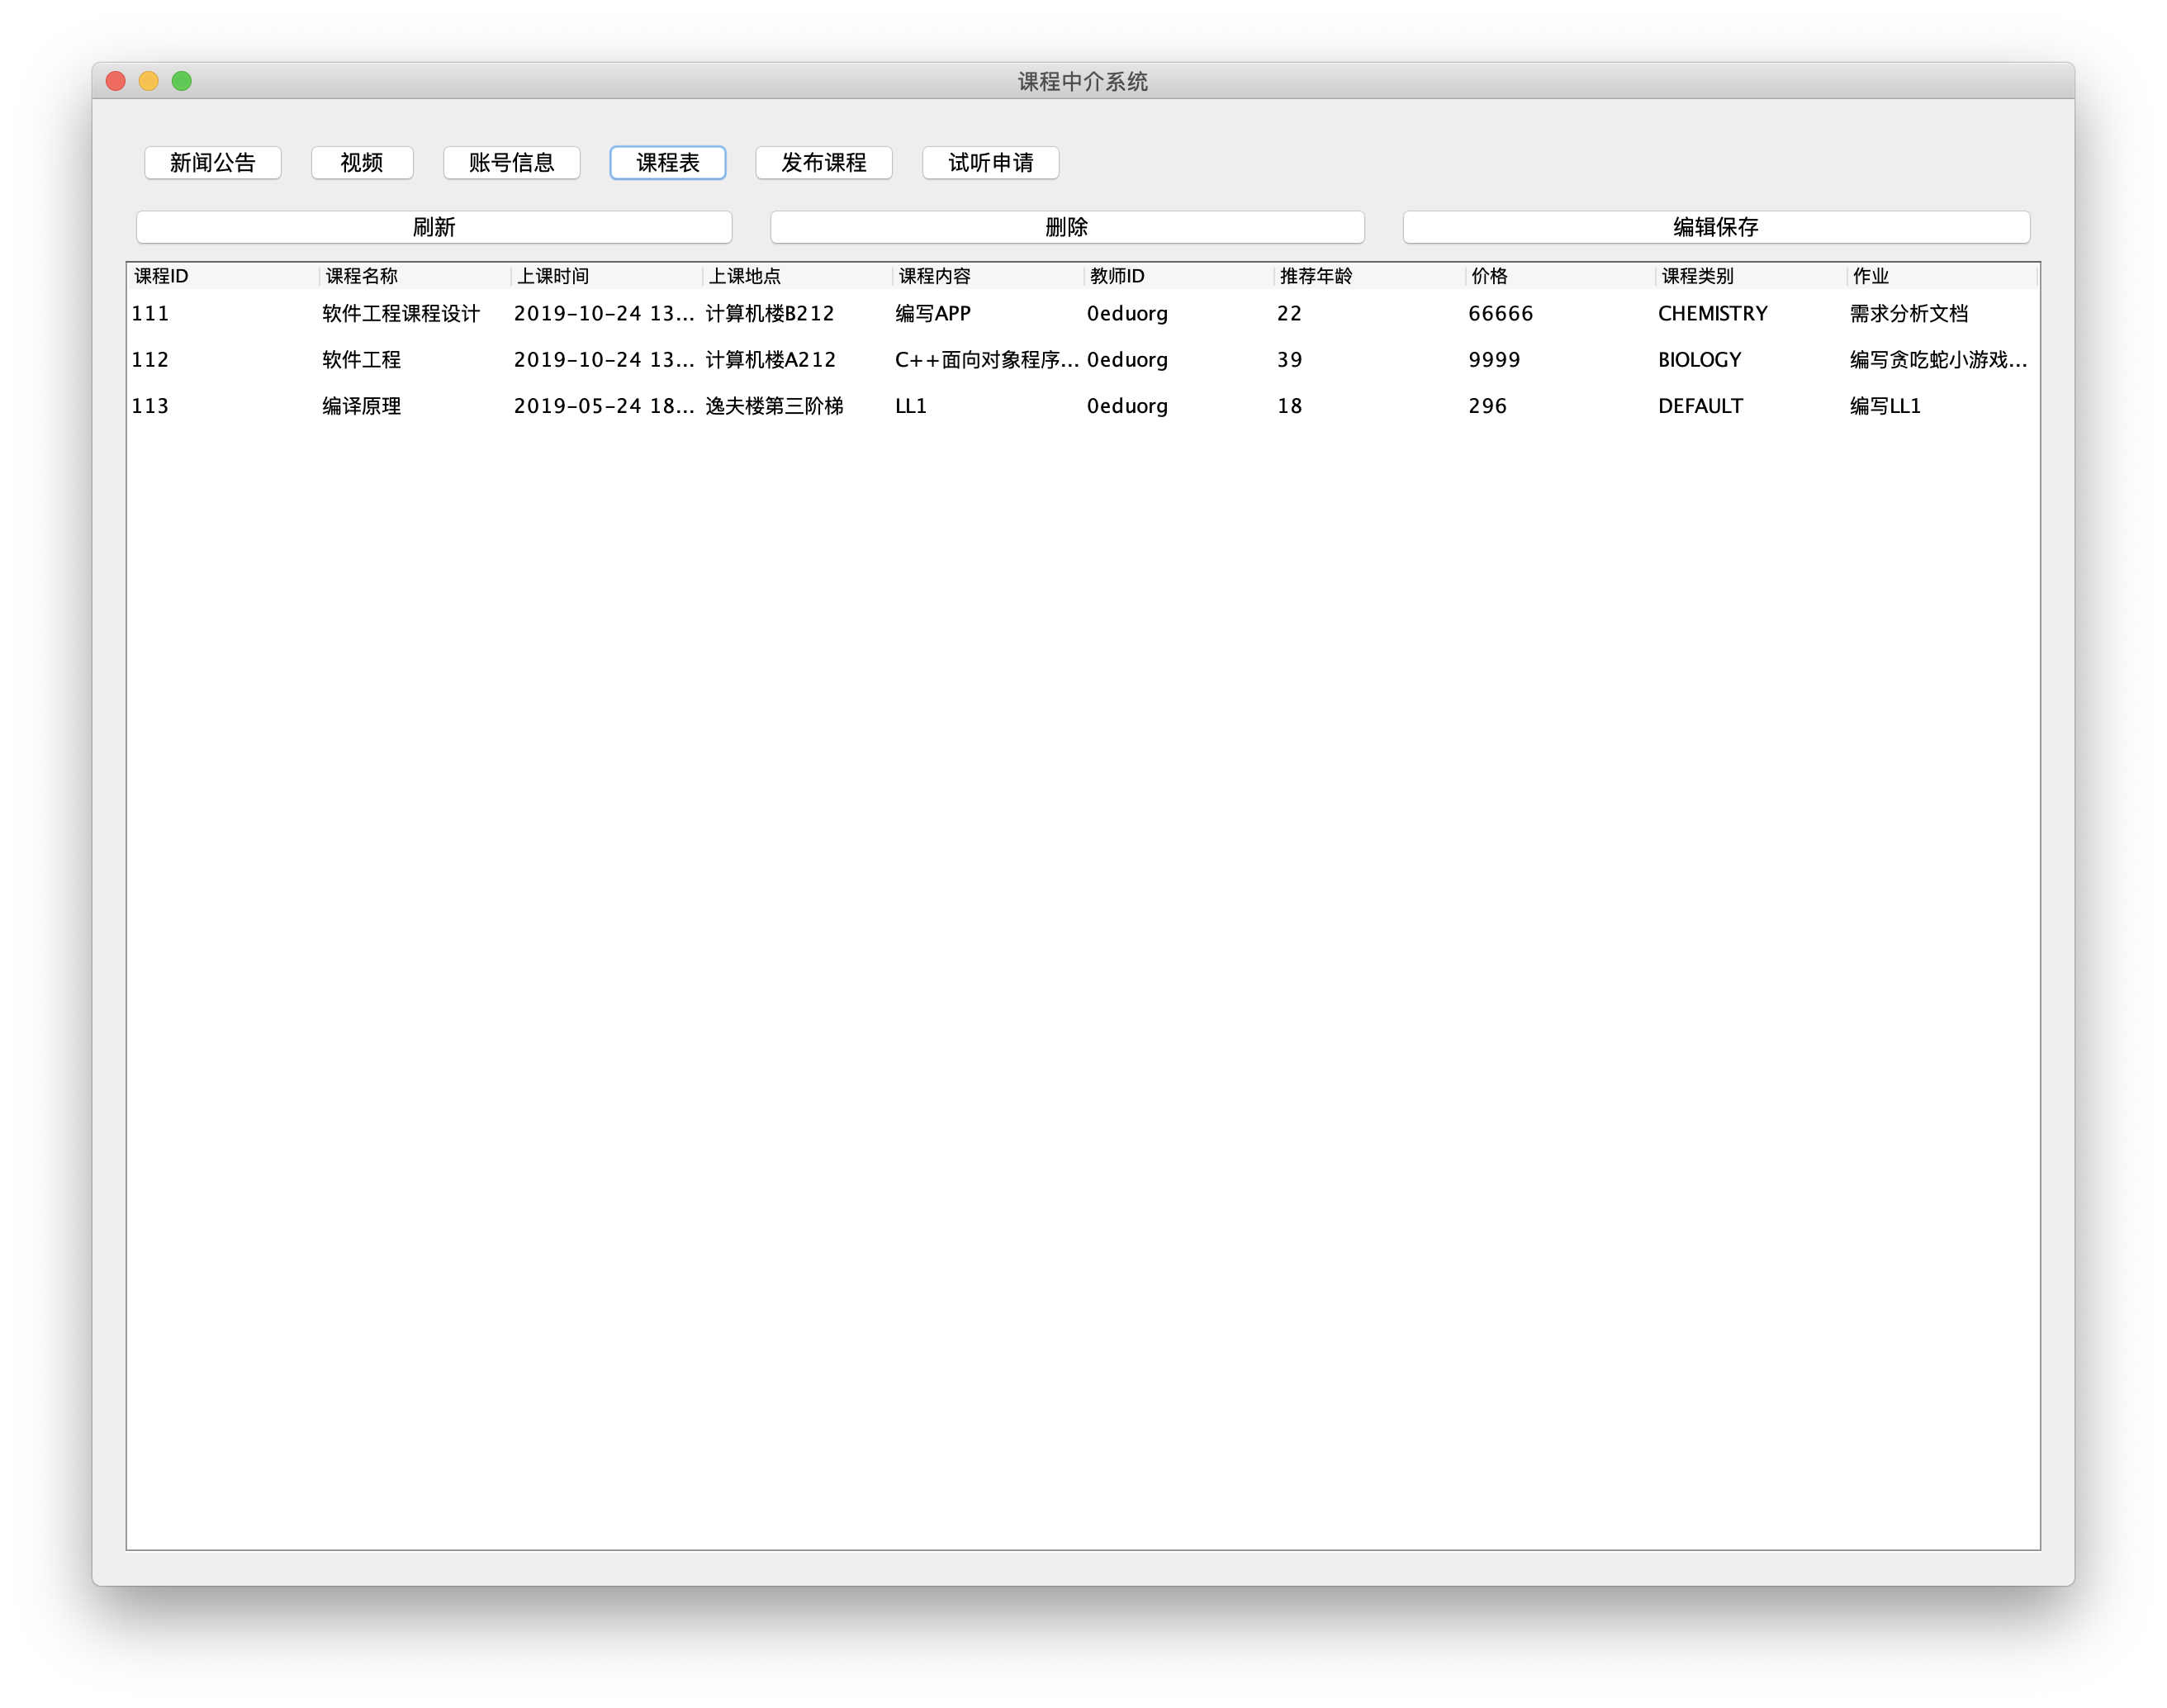 课程中介系统
新闻公告 视频 账号信息 课程表 发布课程 试听申请
刷新 删除 编辑保存
课程ID 课程名称 上课时间 上课地点 课程内容 教师ID 推荐年龄 价格 课程类别 作业
111 软件工程课程设计 2019-10-24 13... 计算机楼B212 编写APP 0eduorg 22 66666 CHEMISTRY 需求分析文档
112 软件工程 2019-10-24 13... 计算机楼A212 C++面向对象程序... 0eduorg 39 9999 BIOLOGY 编写贪吃蛇小游戏...
113 编译原理 2019-05-24 18... 逸夫楼第三阶梯 LL1 0eduorg 18 296 DEFAULT 编写LL1